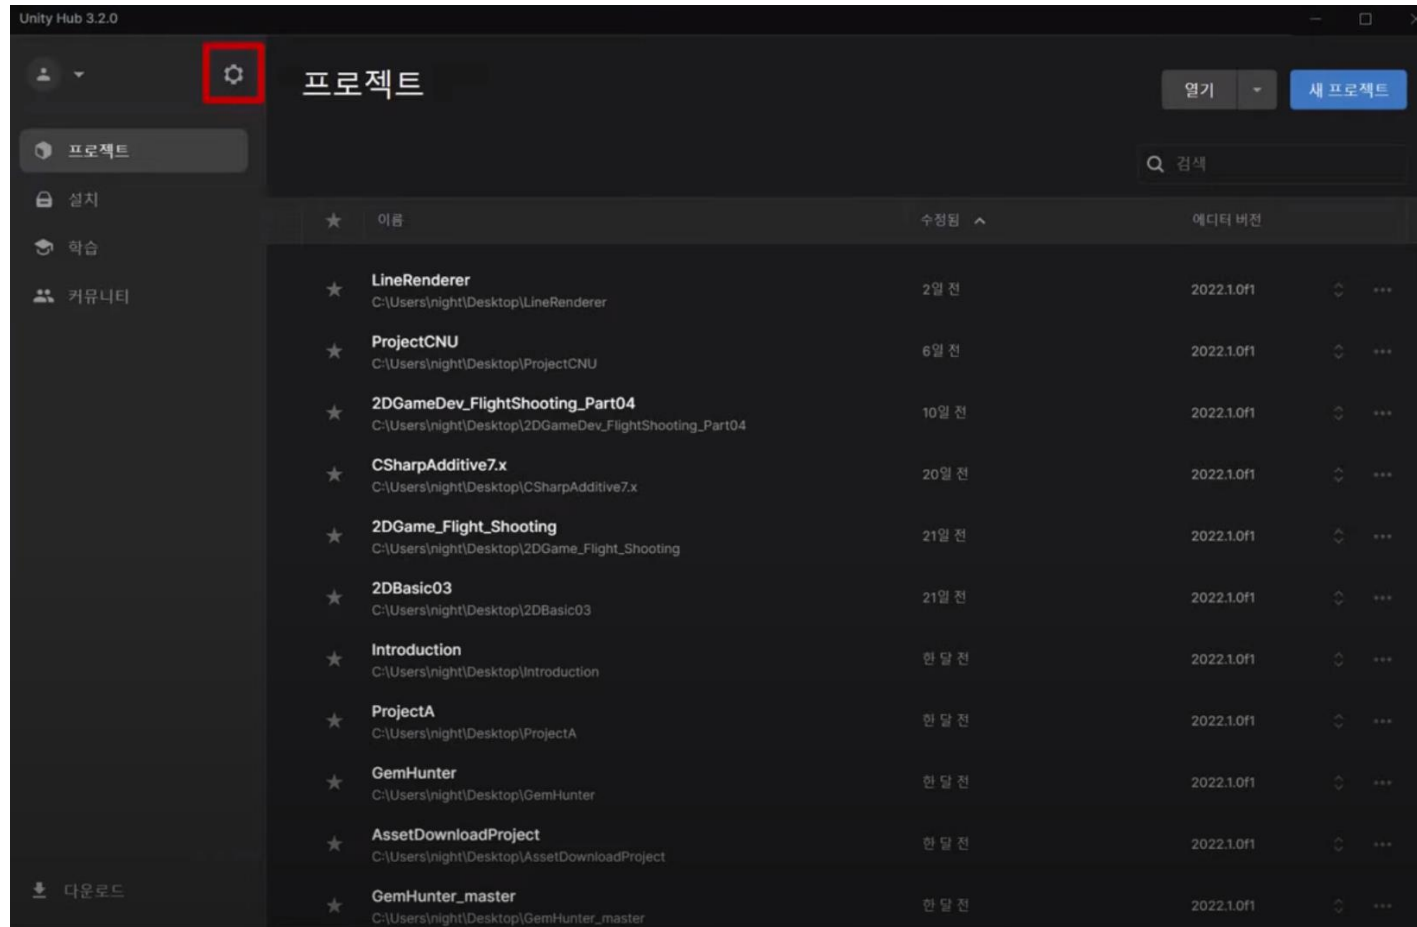 Unity Hub 3.2.0
프로젝트
열기
새 프로젝트
프로젝트
설치
학습
커뮤니티
검색
이름
수정됨
에디터 버전
LineRenderer
C:\Users\night\Desktop\LineRenderer
2일 전
2022.1.0f1
ProjectCNU
C:\Users\night\Desktop\ProjectCNU
6일 전
2022.1.0f1
2DGameDev_FlightShooting_Part04
C:\Users\night\Desktop\2DGameDev_FlightShooting_Part04
10일 전
2022.1.0f1
CSharpAdditive7.x
C:\Users\night\Desktop\CSharpAdditive7.x
20일 전
2022.1.0f1
2DGame_Flight_Shooting
C:\Users\night\Desktop\2DGame_Flight_Shooting
21일 전
2022.1.0f1
2DBasic03
C:\Users\night\Desktop\2DBasic03
21일 전
2022.1.0f1
Introduction
C:\Users\night\Desktop\Introduction
한 달 전
2022.1.0f1
ProjectA
C:\Users\night\Desktop\ProjectA
한 달 전
2022.1.0f1
GemHunter
C:\Users\night\Desktop\GemHunter
한 달 전
2022.1.0f1
AssetDownloadProject
C:\Users\night\Desktop\AssetDownloadProject
한 달 전
2022.1.0f1
GemHunter_master
C:\Users\night\Desktop\GemHunter_master
한 달 전
2022.1.0f1
다운로드